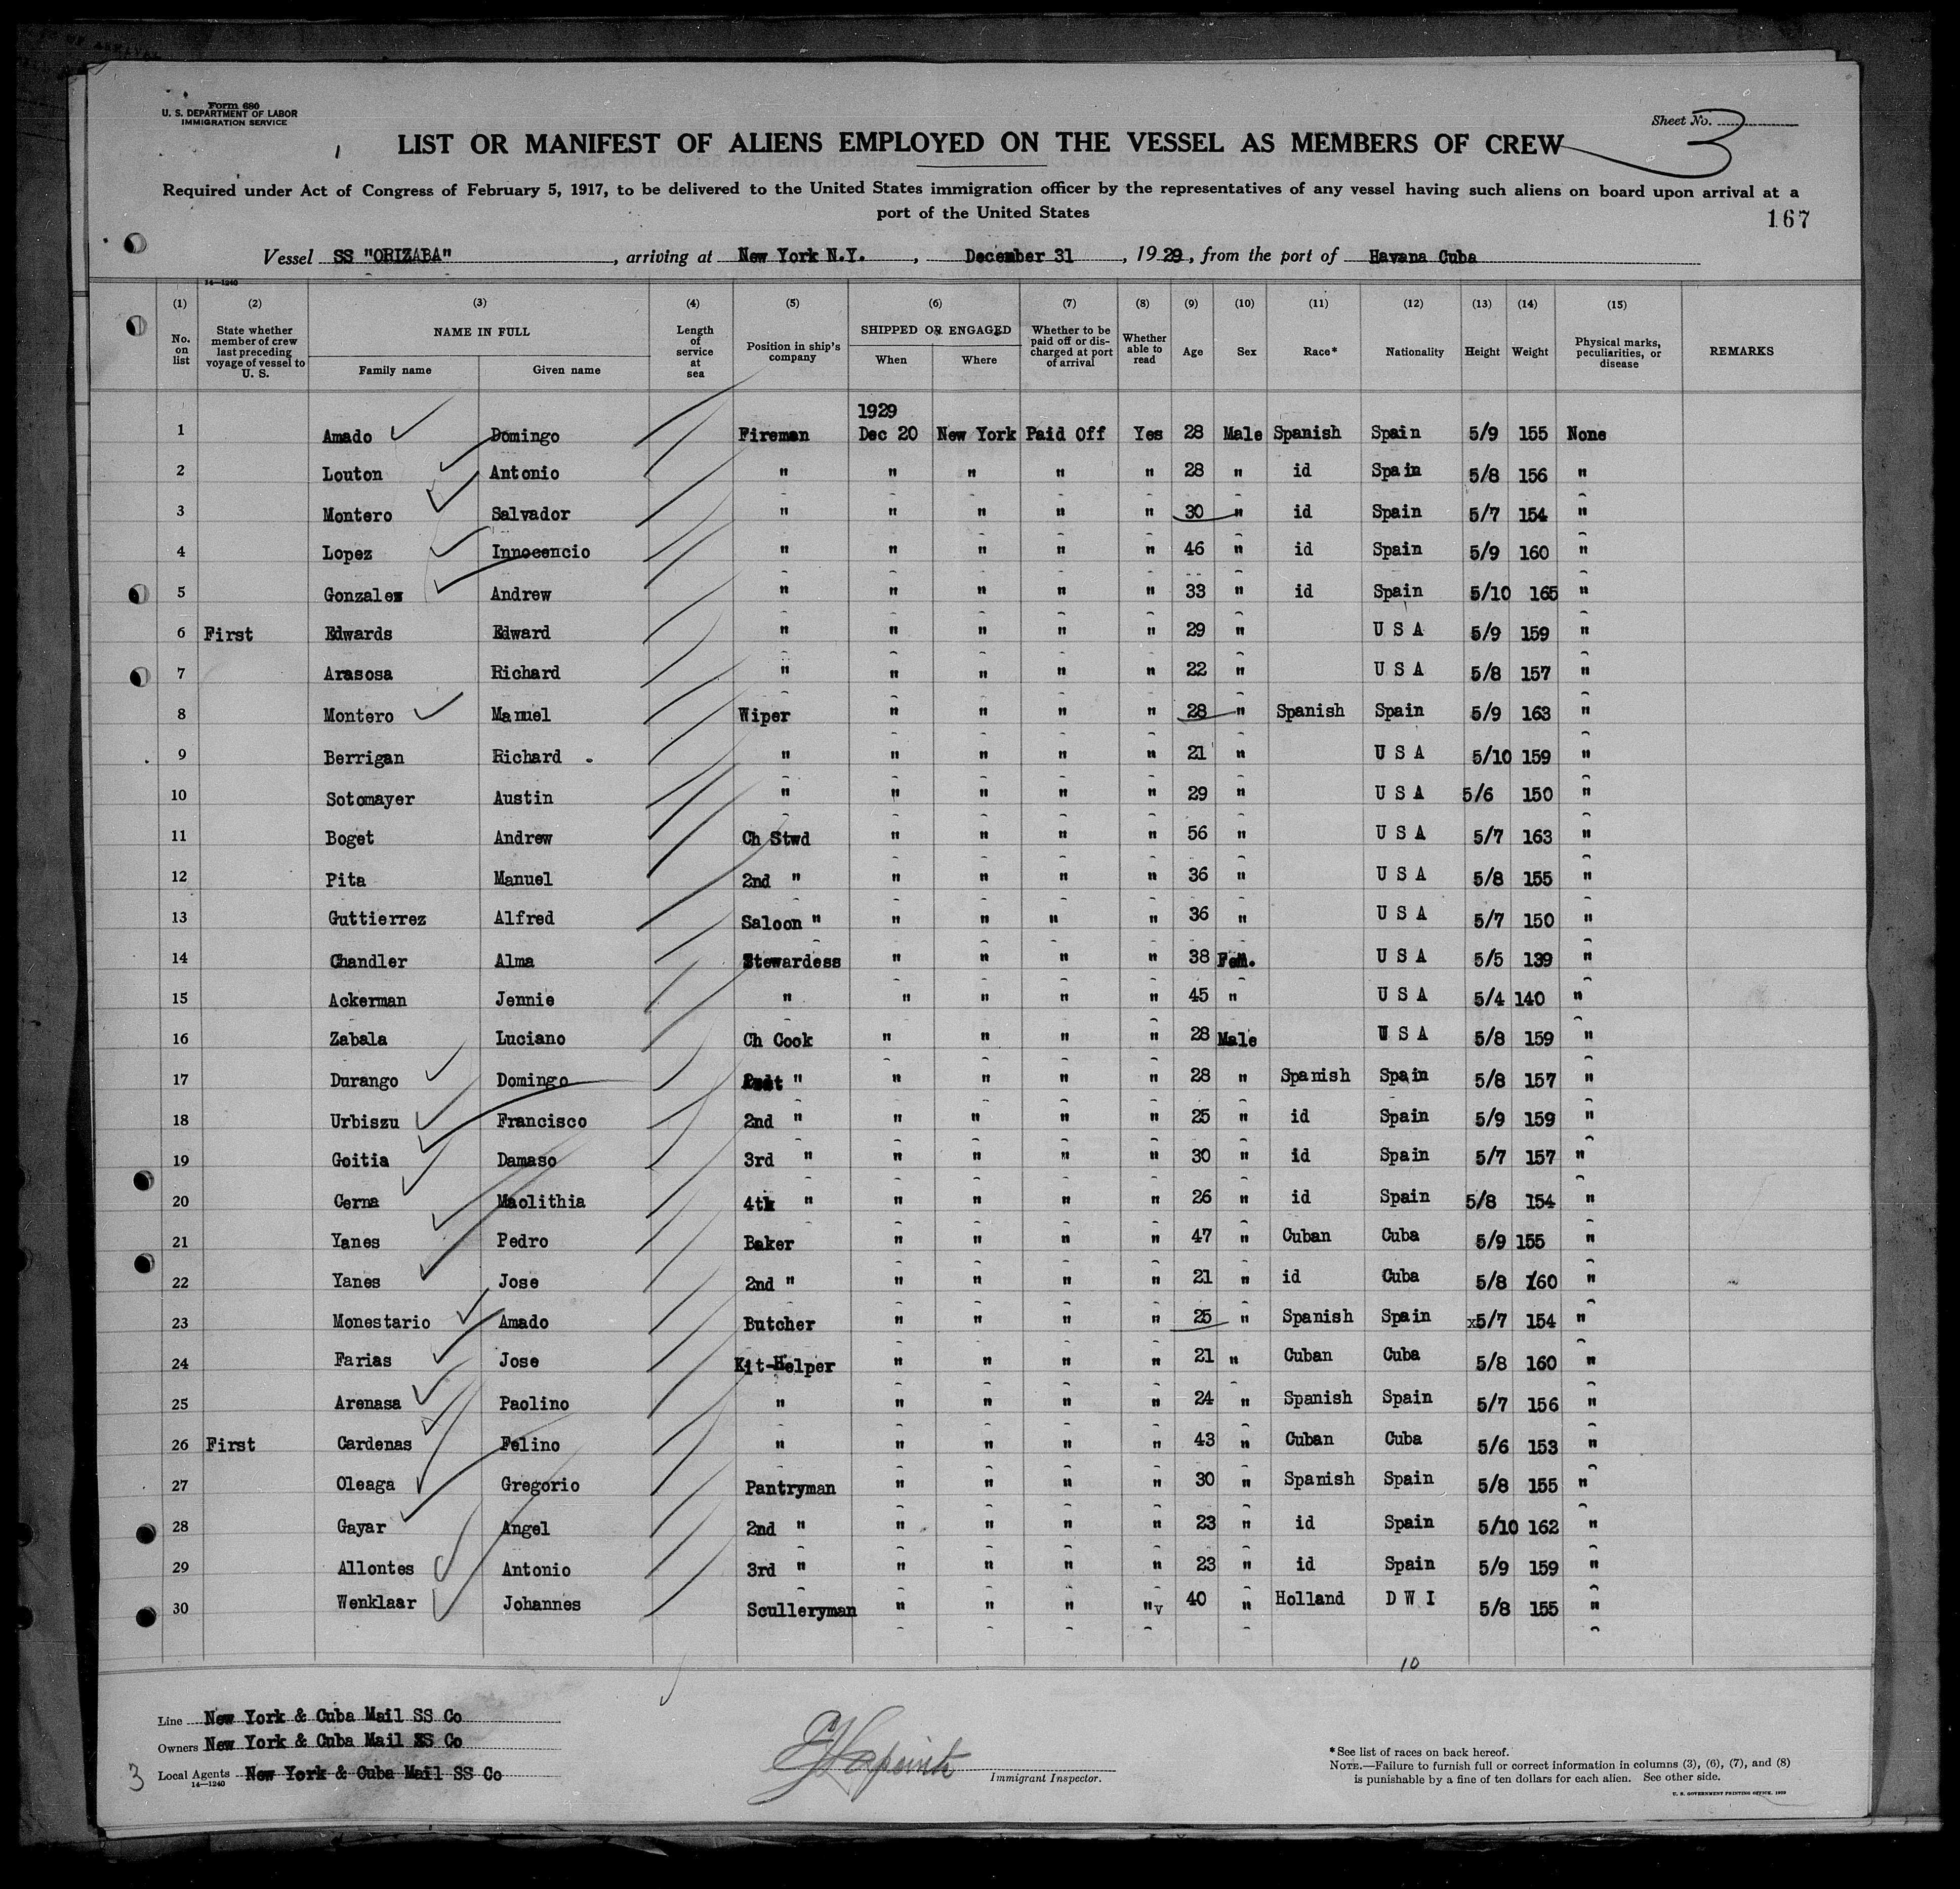 Form 680
U. S. DEPARTMENT OF LABOR
IMMIGRATION SERVICE
Sheet No. 3
LIST OR MANIFEST OF ALIENS EMPLOYED ON THE VESSEL AS MEMBERS OF CREW
Required under Act of Congress of February 5, 1917, to be delivered to the United States immigration officer by the representatives of any vessel having such aliens on board upon arrival at a
port of the United States
167
Vessel SS "ORIZABA", arriving at New York N.Y., December 31, 1929, from the port of Havana Cuba
14—1240
(1) (2) (3) (4) (5) (6) (7) (8) (9) (10) (11) (12) (13) (14) (15)
No. on list | State whether member of crew last preceding voyage of vessel to U. S. | NAME IN FULL | Family name | Given name | Length of service at sea | Position in ship's company | SHIPPED OR ENGAGED | When | Where | Whether to be paid off or discharged at port of arrival | Whether able to read | Age | Sex | Race* | Nationality | Height | Weight | Physical marks, peculiarities, or disease | REMARKS
1929
1 Amado Domingo Fireman Dec 20 New York Paid Off Yes 28 Male Spanish Spain 5/9 155 None
2 Louton Antonio " " " " " 28 " id Spain 5/8 156 "
3 Montero Salvador " " " " " 30 " id Spain 5/7 154 "
4 Lopez Innocencio " " " " " 46 " id Spain 5/9 160 "
5 Gonzales Andrew " " " " " 33 " id Spain 5/10 165 "
6 First Edwards Edward " " " " " 29 " U S A 5/9 159 "
7 Arasosa Richard " " " " " 22 " U S A 5/8 157 "
8 Montero Manuel Wiper " " " " 28 " Spanish Spain 5/9 163 "
9 Berrigan Richard . " " " " " 21 " U S A 5/10 159 "
10 Sotomayer Austin " " " " " 29 " U S A 5/6 150 "
11 Boget Andrew Ch Stwd " " " " 56 " U S A 5/7 163 "
12 Pita Manuel 2nd " " " " " 36 " U S A 5/8 155 "
13 Guttierrez Alfred Saloon " " " " " 36 " U S A 5/7 150 "
14 Chandler Alma Stewardess " " " " 38 Fem. U S A 5/5 139 "
15 Ackerman Jennie " " " " " 45 " U S A 5/4 140 "
16 Zabala Luciano Ch Cook " " " " 28 Male U S A 5/8 159 "
17 Durango Domingo " " " " " 28 " Spanish Spain 5/8 157 "
18 Urbiszu Francisco 2nd " " " " " 25 " id Spain 5/9 159 "
19 Goitia Damaso 3rd " " " " " 30 " id Spain 5/7 157 "
20 Cerna Maolithia 4th " " " " " 26 " id Spain 5/8 154 "
21 Yanes Pedro Baker " " " " 47 " Cuban Cuba 5/9 155 "
22 Yanes Jose 2nd " " " " " 21 " id Cuba 5/8 160 "
23 Monestario Amado Butcher " " " " 25 " Spanish Spain x5/7 154 "
24 Farias Jose Kit-Helper " " " " 21 " Cuban Cuba 5/8 160 "
25 Arenasa Paolino " " " " " 24 " Spanish Spain 5/7 156 "
26 First Cardenas Felino " " " " " 43 " Cuban Cuba 5/6 153 "
27 Oleaga Gregorio Pantryman " " " " 30 " Spanish Spain 5/8 155 "
28 Gayar Angel 2nd " " " " " 23 " id Spain 5/10 162 "
29 Allontes Antonio 3rd " " " " " 23 " id Spain 5/9 159 "
30 Wenklaar Johannes Sculleryman " " " "v 40 " Holland D W I 5/8 155 "
10
Line New York & Cuba Mail SS Co
Owners New York & Cuba Mail SS Co
3 Local Agents New York & Cuba Mail SS Co
14—1240
Immigrant Inspector.
* See list of races on back hereof.
NOTE.—Failure to furnish full or correct information in columns (3), (6), (7), and (8)
is punishable by a fine of ten dollars for each alien. See other side.
U. S. GOVERNMENT PRINTING OFFICE.